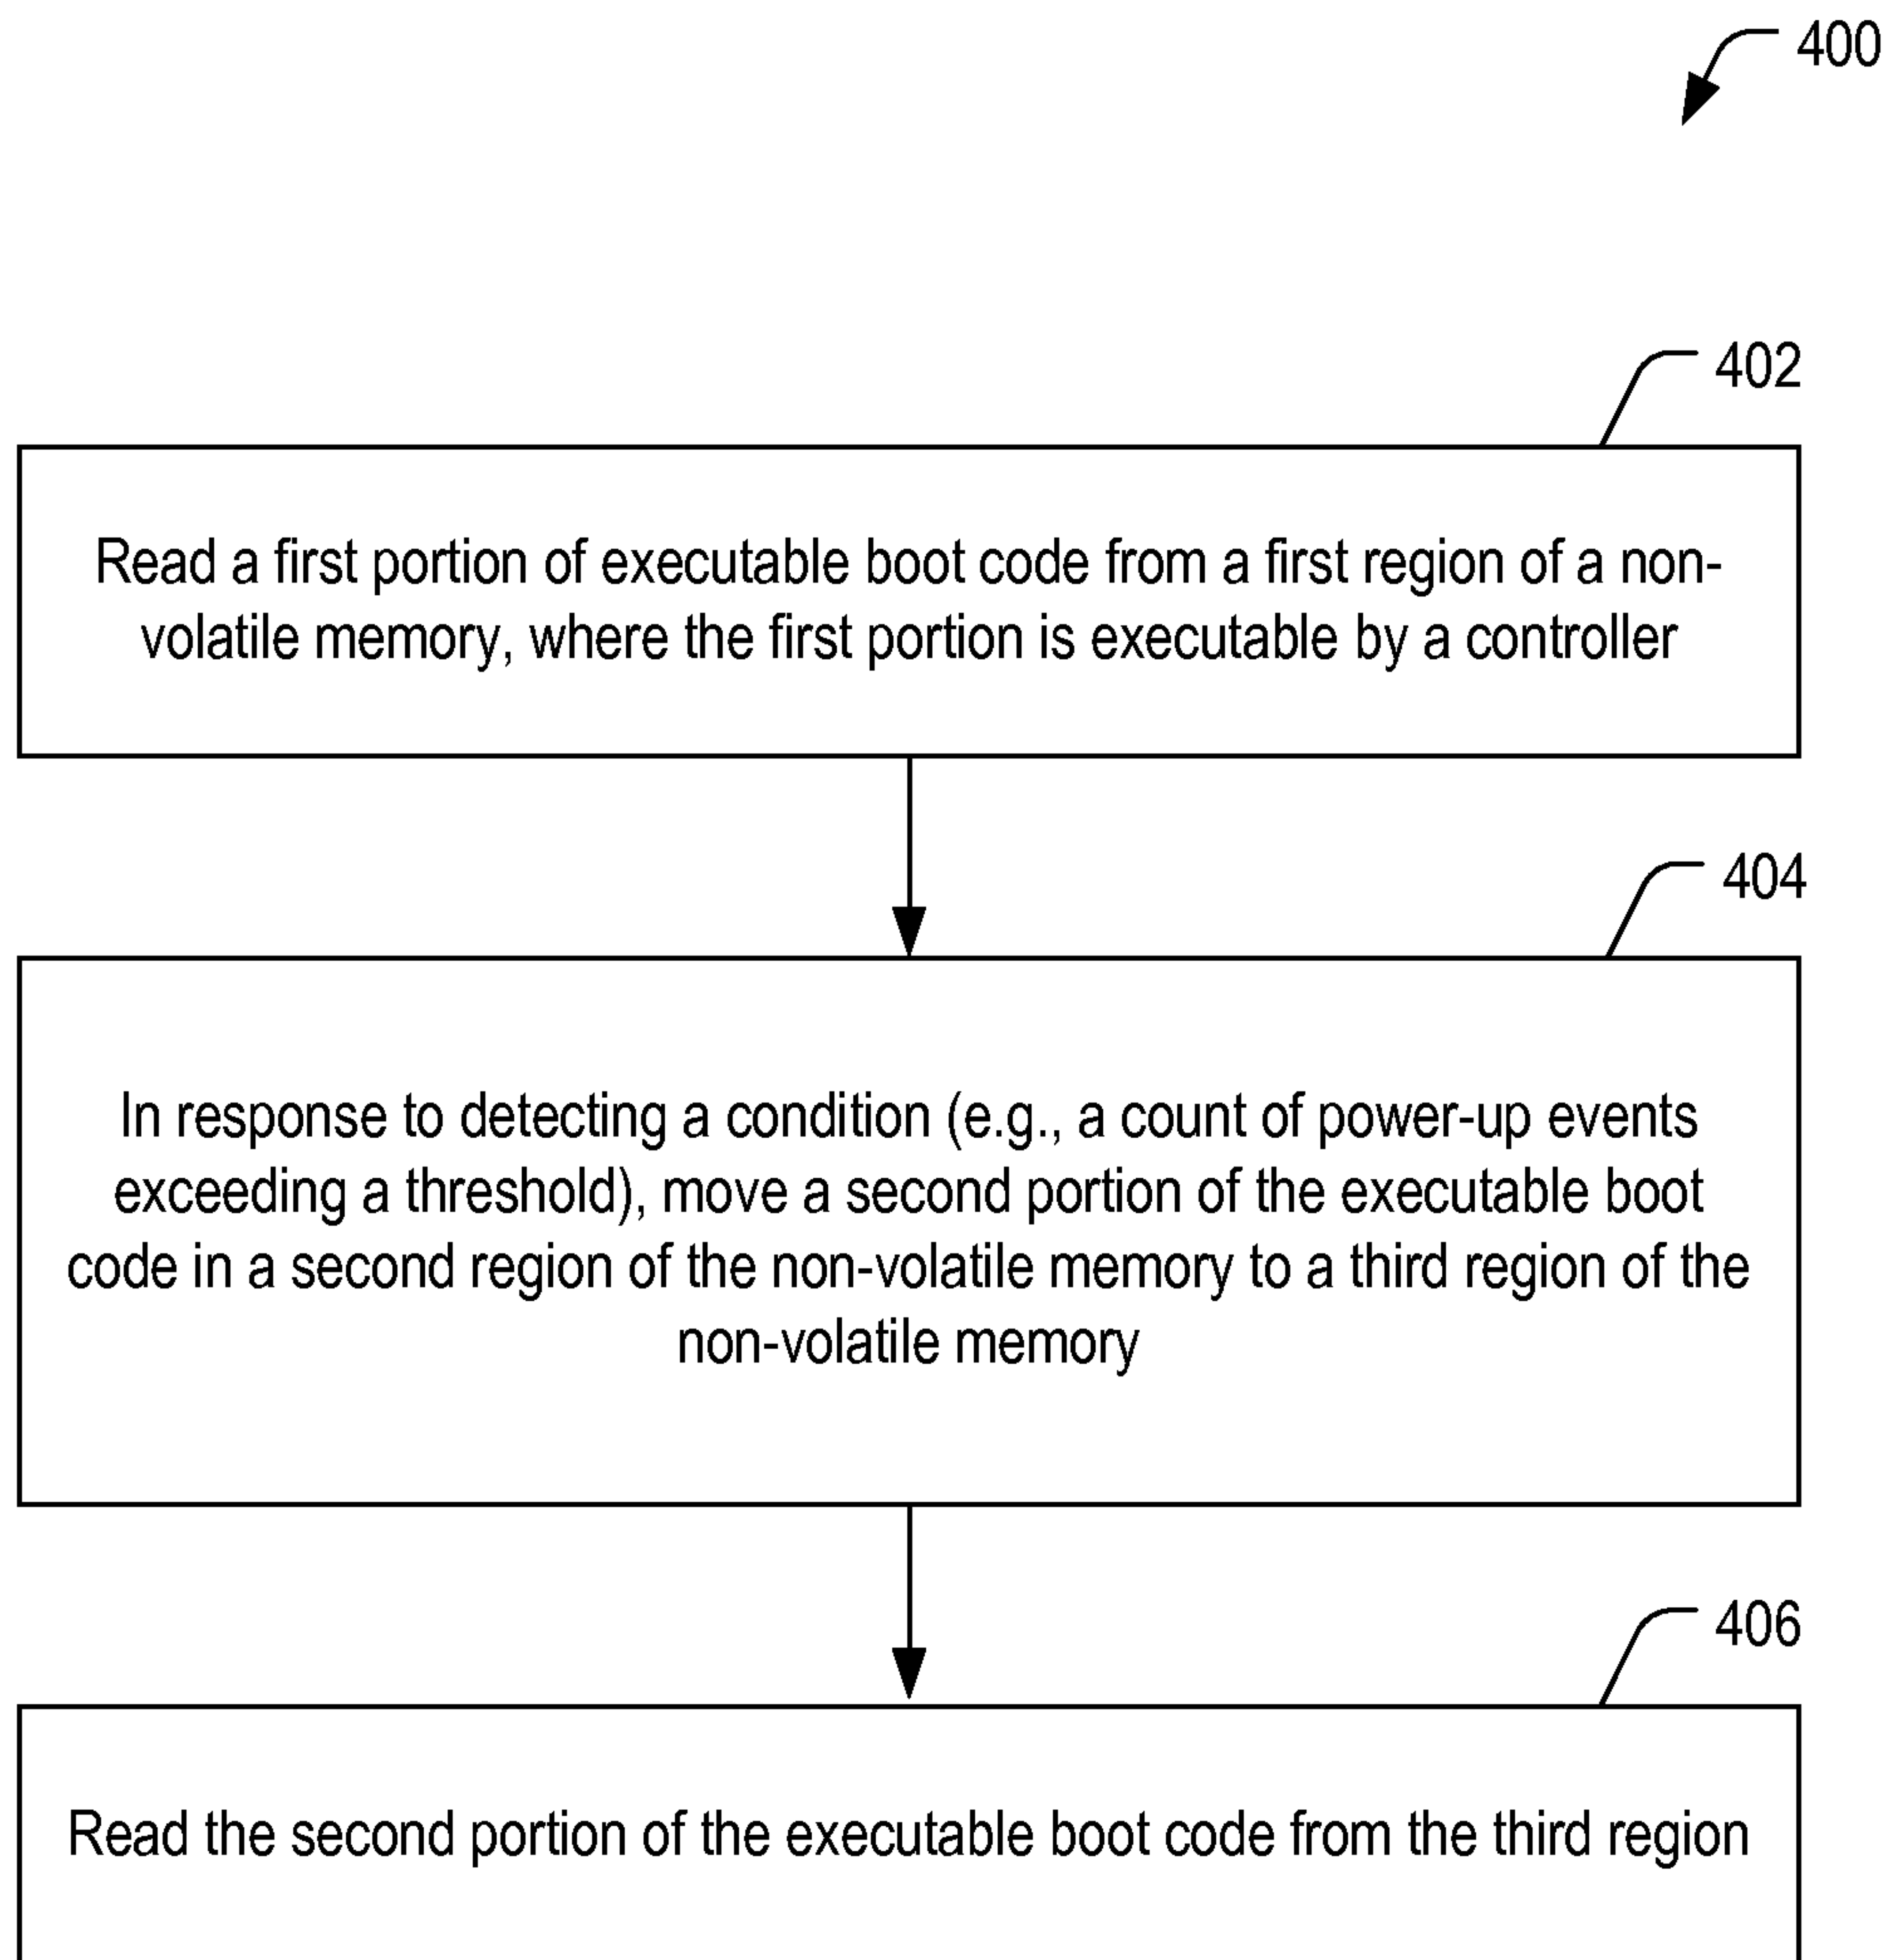 400
402
Read a first portion of executable boot code from a first region of a non-
volatile memory, where the first portion is executable by a controller
404
In response to detecting a condition (e.g., a count of power-up events
exceeding a threshold), move a second portion of the executable boot
code in a second region of the non-volatile memory to a third region of the
non-volatile memory
406
Read the second portion of the executable boot code from the third region